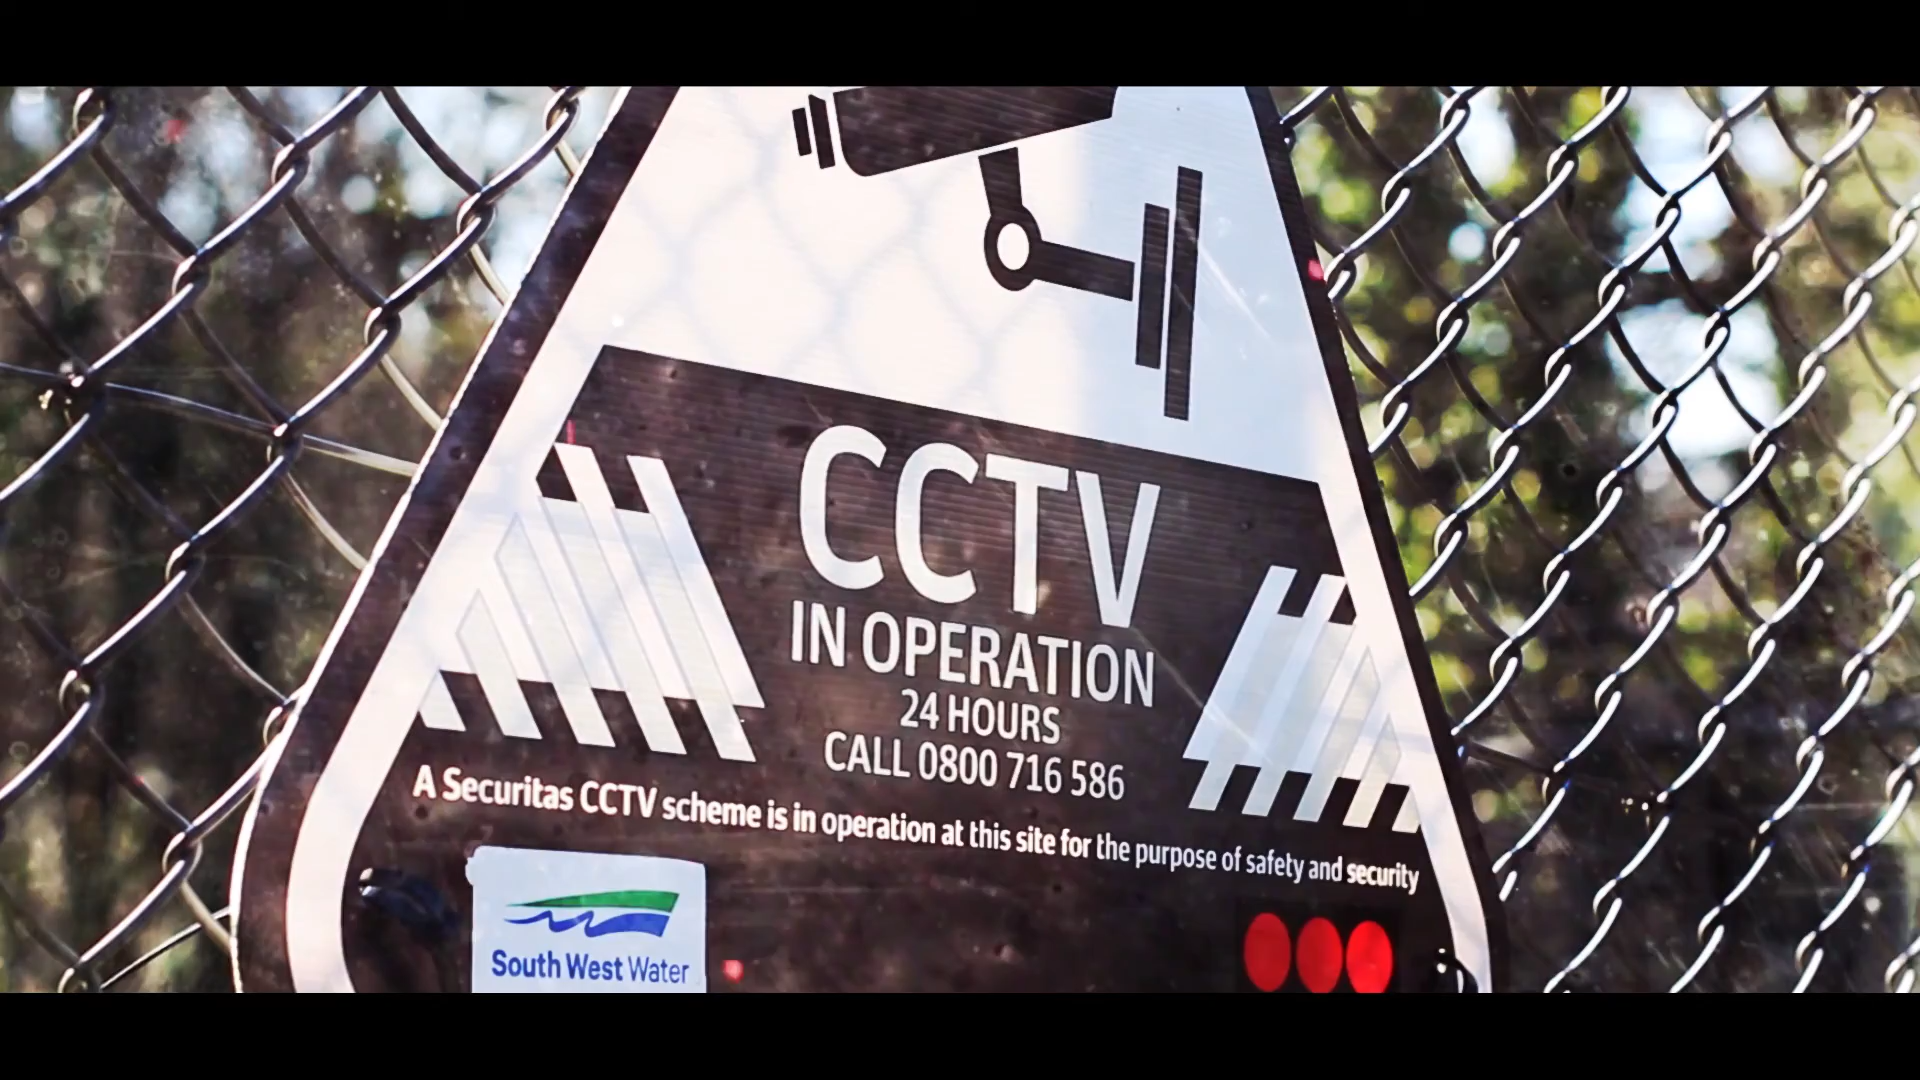 CCTV
IN OPERATION
24 HOURS
CALL 0800 716 586
A Securitas CCTV scheme is in operation at this site for the purpose of safety and security
South West Water